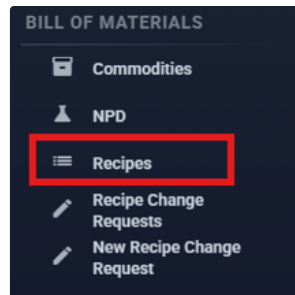 BILL OF MATERIALS
Commodities
NPD
Recipes
Recipe Change
Requests
New Recipe Change
Request